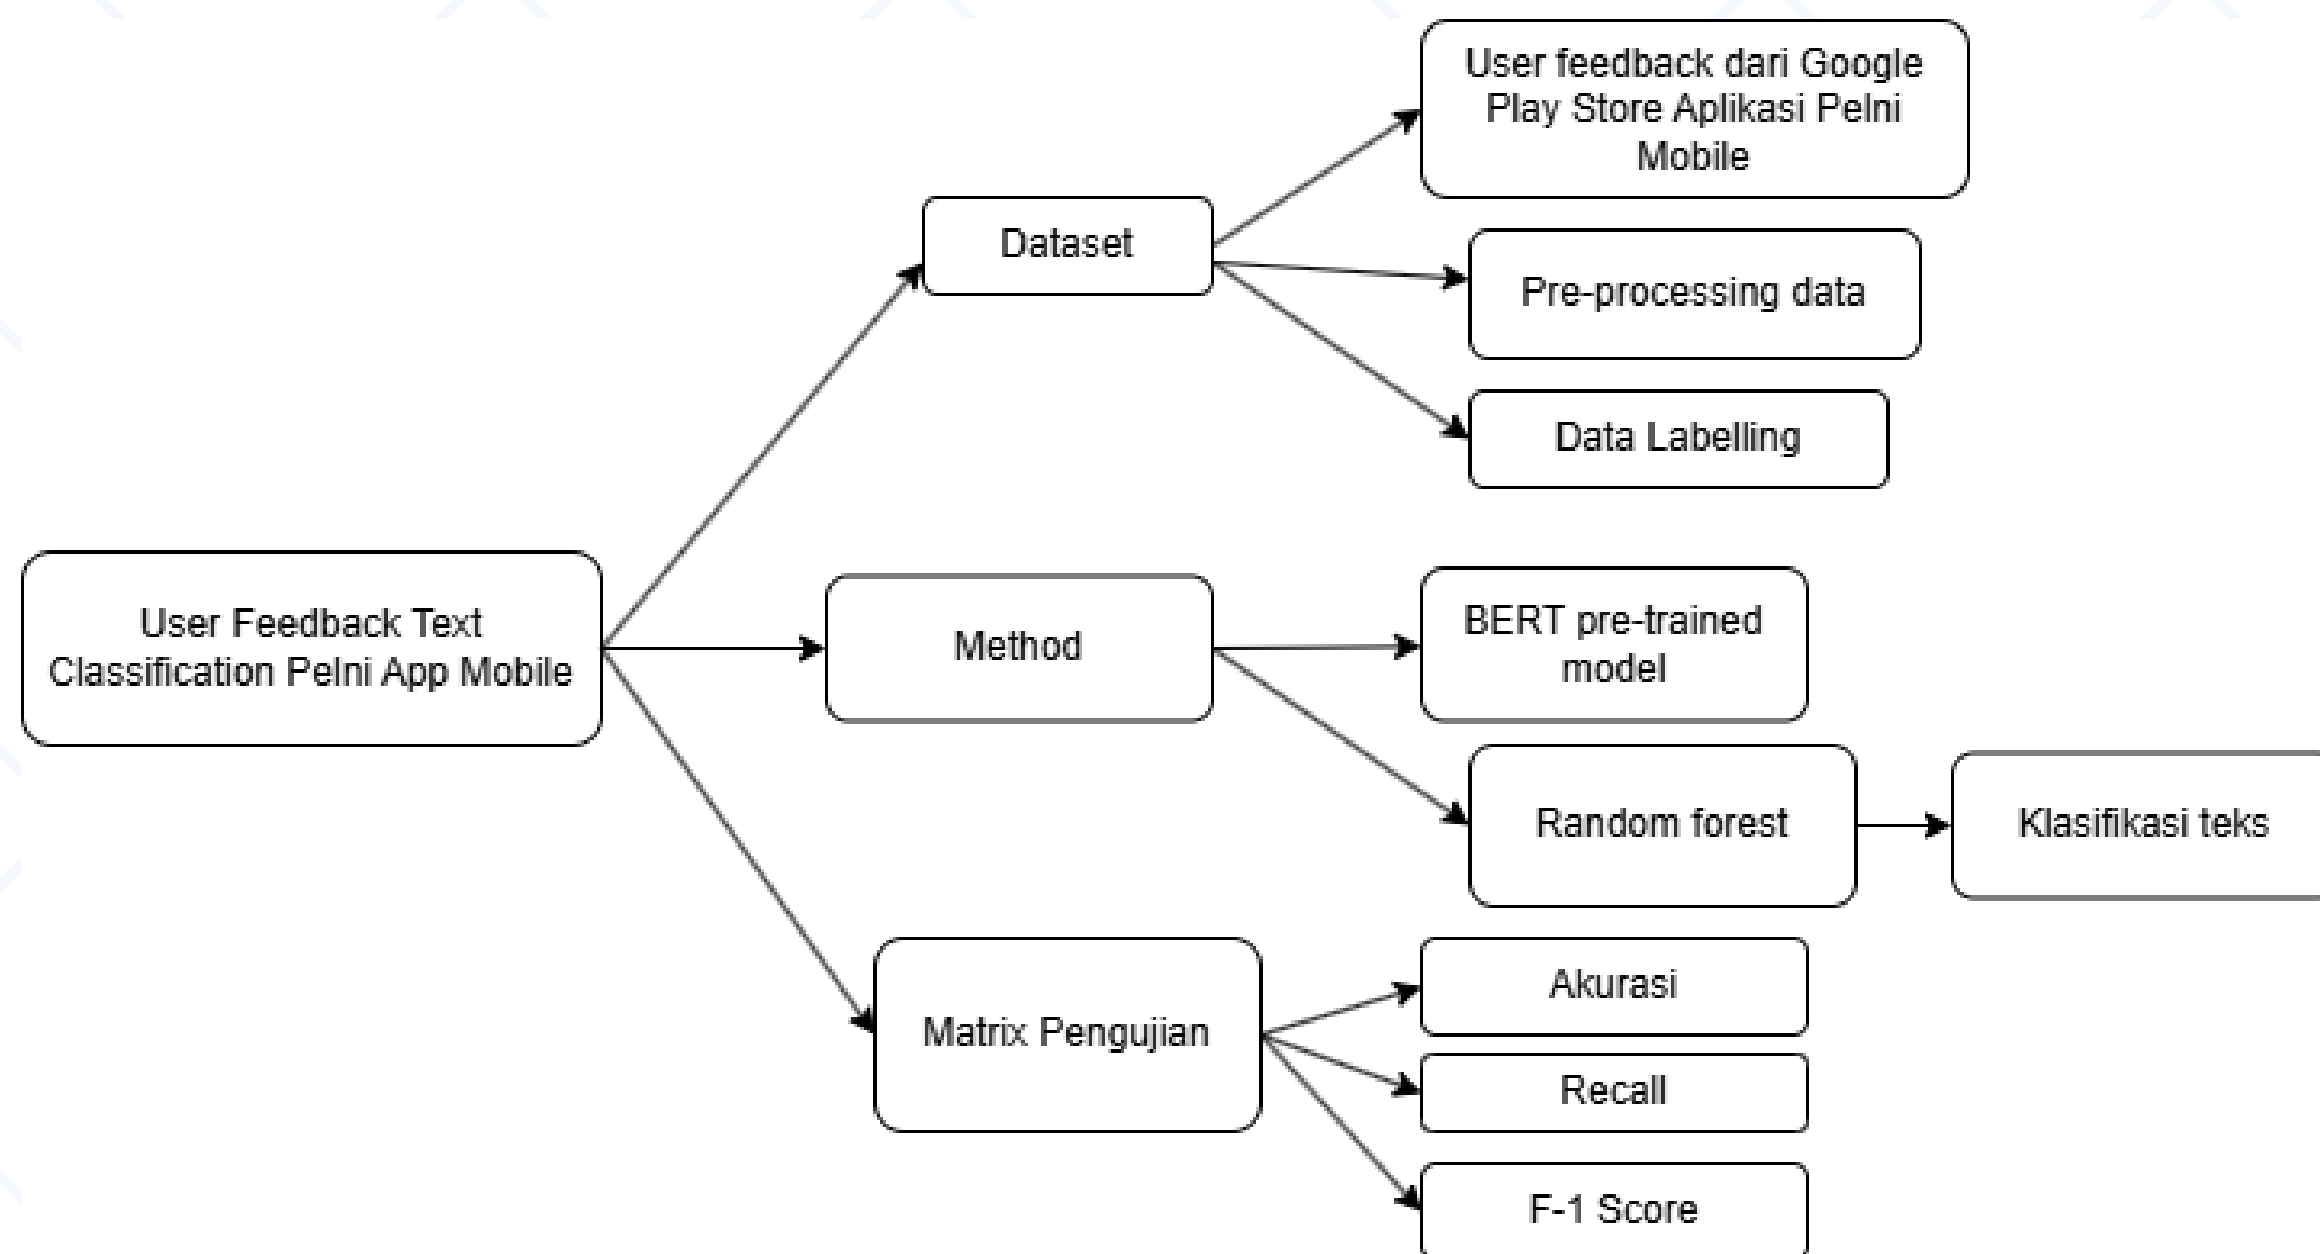 User feedback dari Google
Play Store Aplikasi Pelni
Mobile
Dataset
Pre-processing data
Data Labelling
User Feedback Text
Classification Pelni App Mobile
Method
BERT pre-trained
model
Random forest
Klasifikasi teks
Matrix Pengujian
Akurasi
Recall
F-1 Score